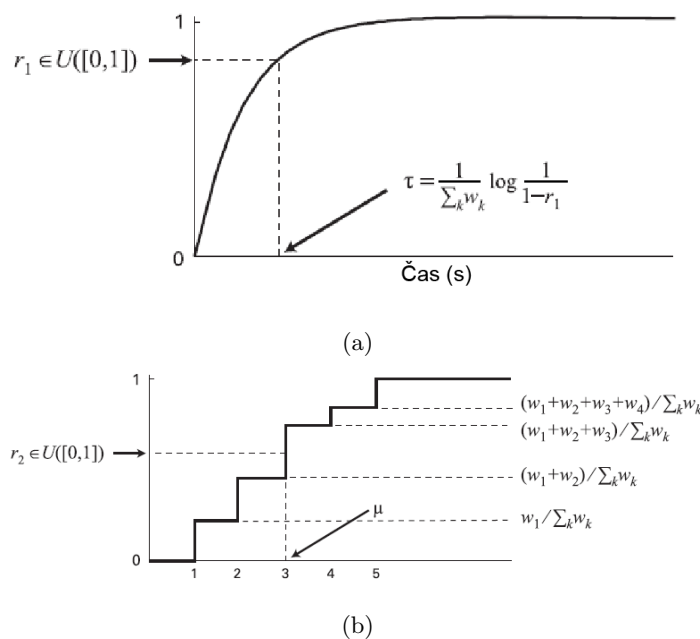 1
r₁ ∈ U([0,1])
τ = 1/∑ₖwₖ log 1/1−r₁
0
Čas (s)
(a)
1
(w₁+w₂+w₃+w₄)/∑ₖwₖ
(w₁+w₂+w₃)/∑ₖwₖ
r₂ ∈ U([0,1])
(w₁+w₂)/∑ₖwₖ
μ
w₁/∑ₖwₖ
0
1 2 3 4 5
(b)